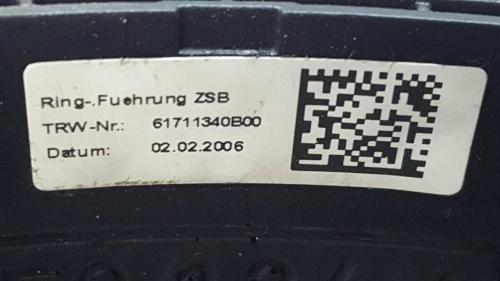 Ring-.Fuehrung ZSB
TRW-Nr.: 61711340B00
Datum: 02.02.2006